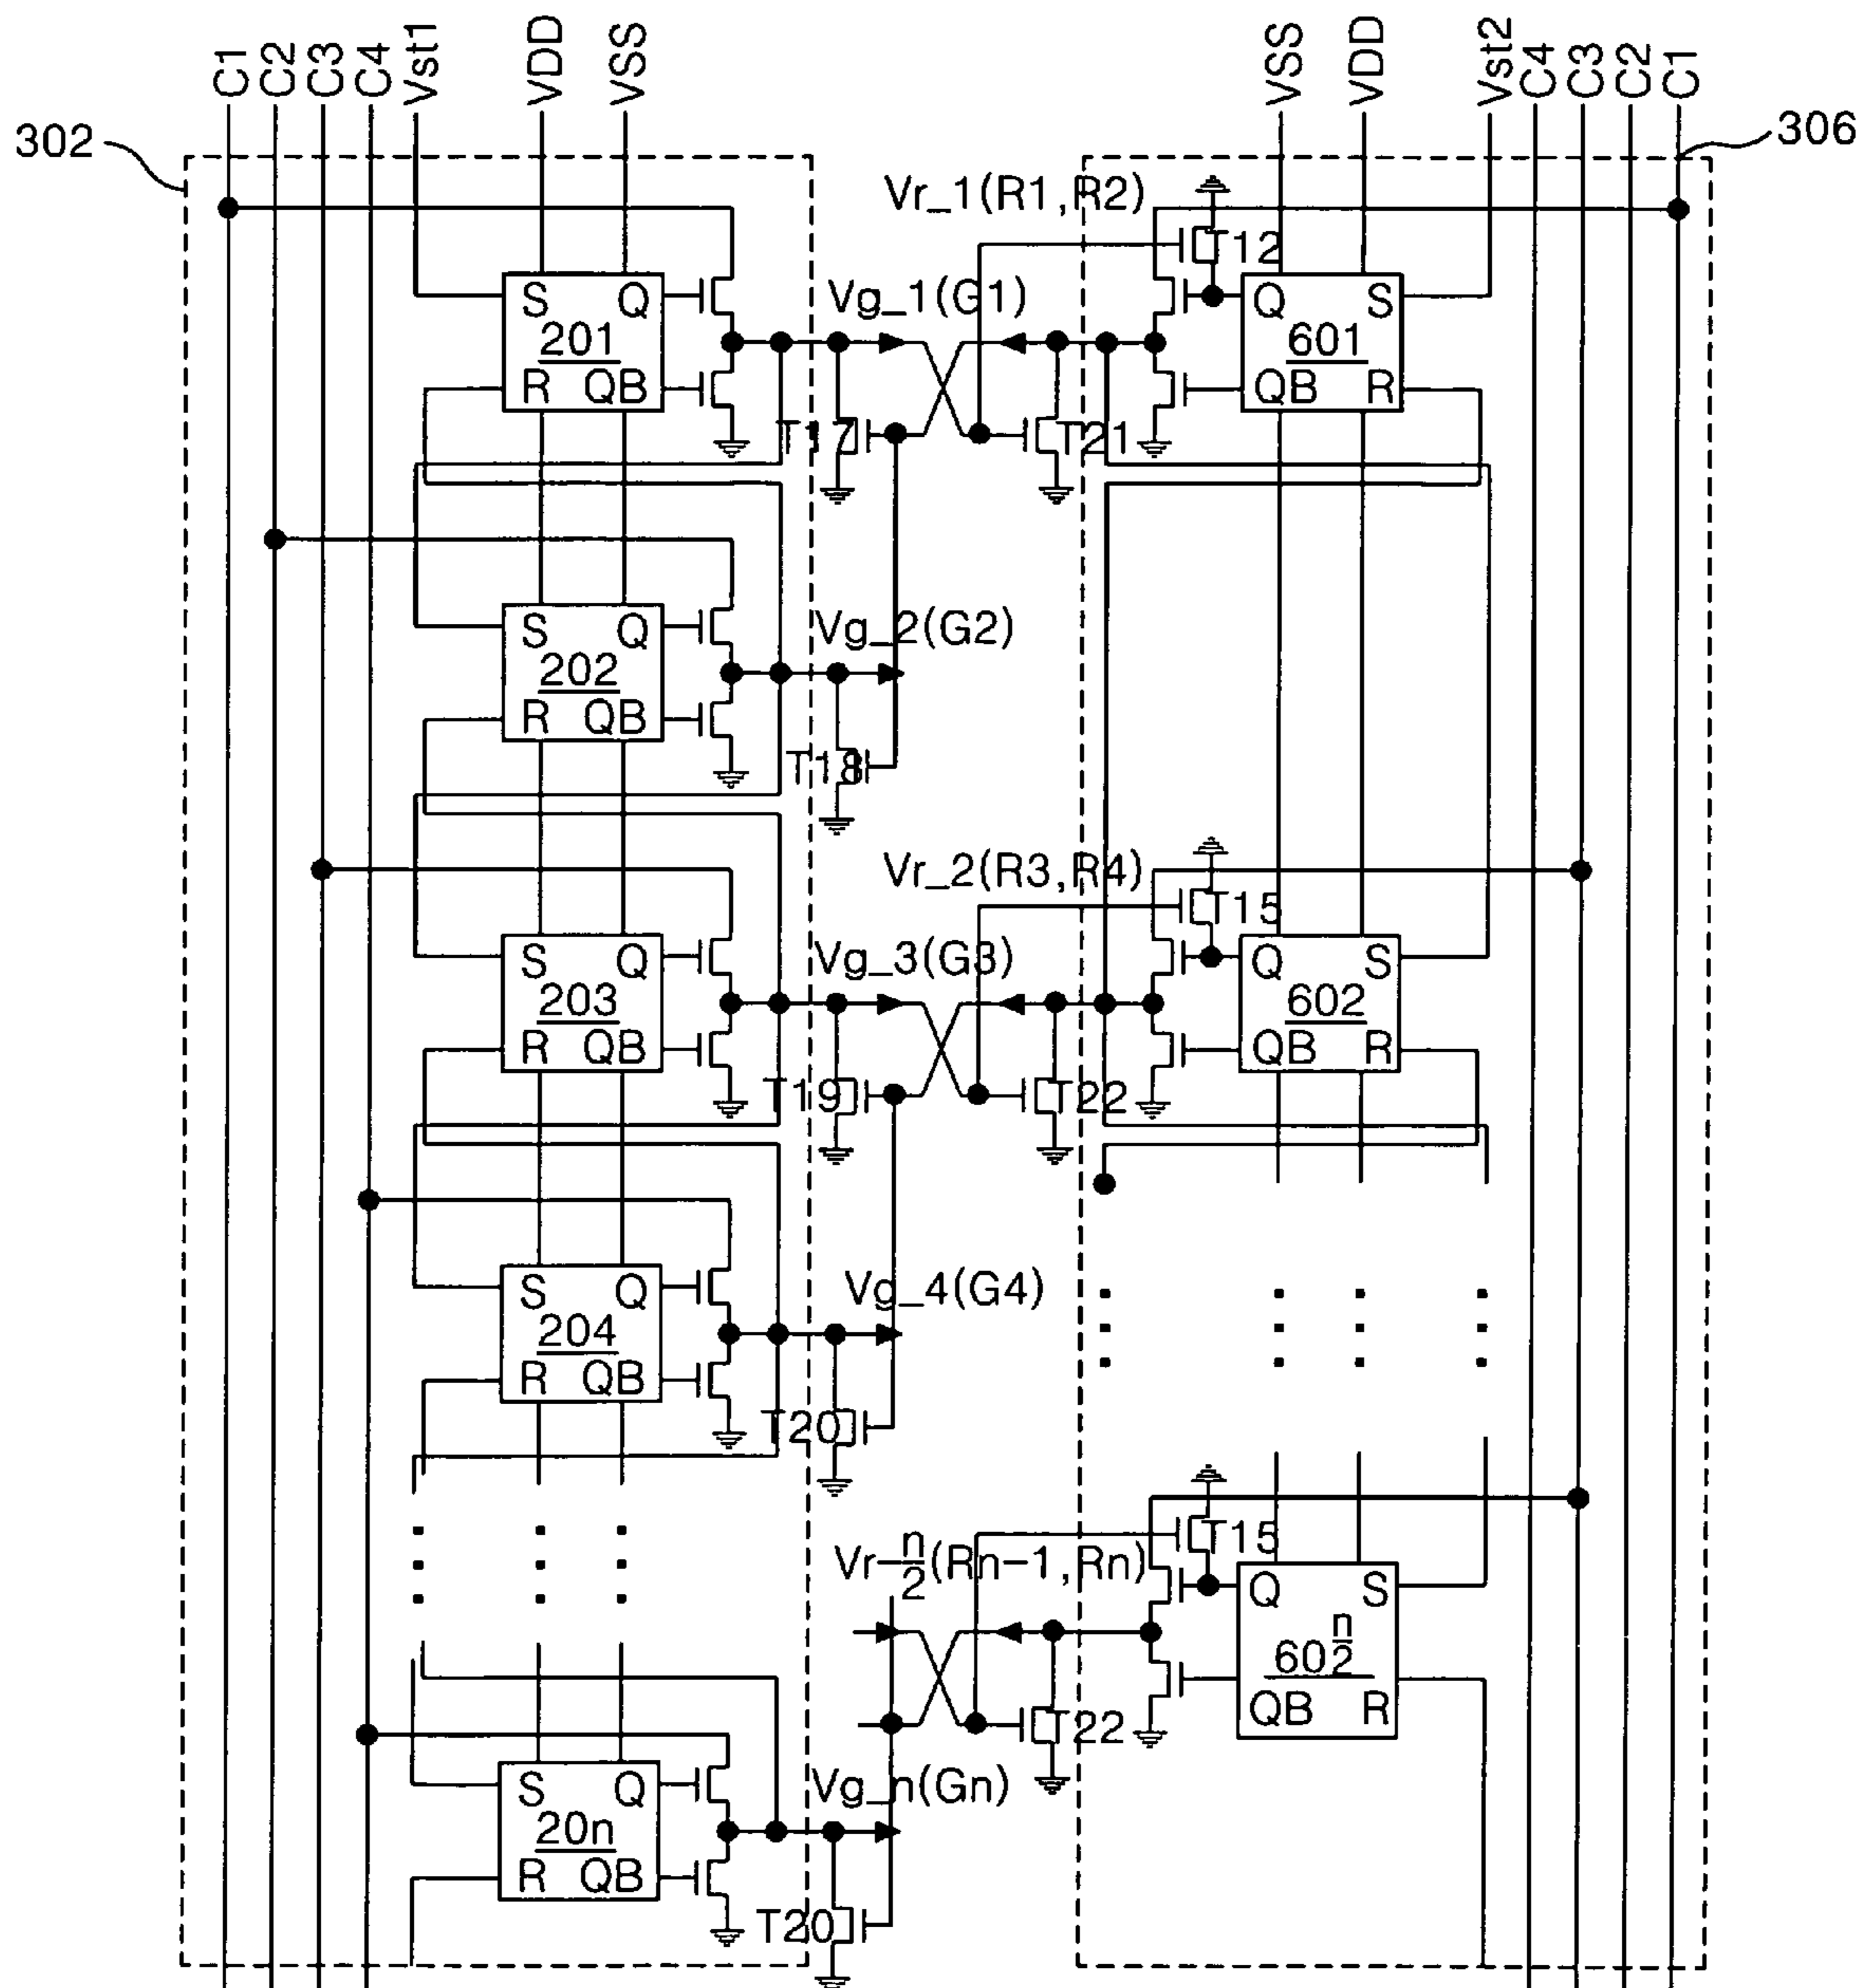 C1 C2 C3 C4 Vst1 VDD VSS VSS VDD Vst2 C4 C3 C2 C1
302 306
Vr_1(R1,R2)
T12
S Q Vg_1(G1) Q S
201 601
R QB QB R
T17 T21
S Q Vg_2(G2)
202
R QB
T18
Vr_2(R3,R4)
T15
S Q Vg_3(G3) Q S
203 602
R QB QB R
T19 T22
S Q Vg_4(G4)
204
R QB
T20
T15
Vr-n/2(Rn-1,Rn)
Q S
60n/2
QB R
T22
S Q Vg_n(Gn)
20n
R QB
T20